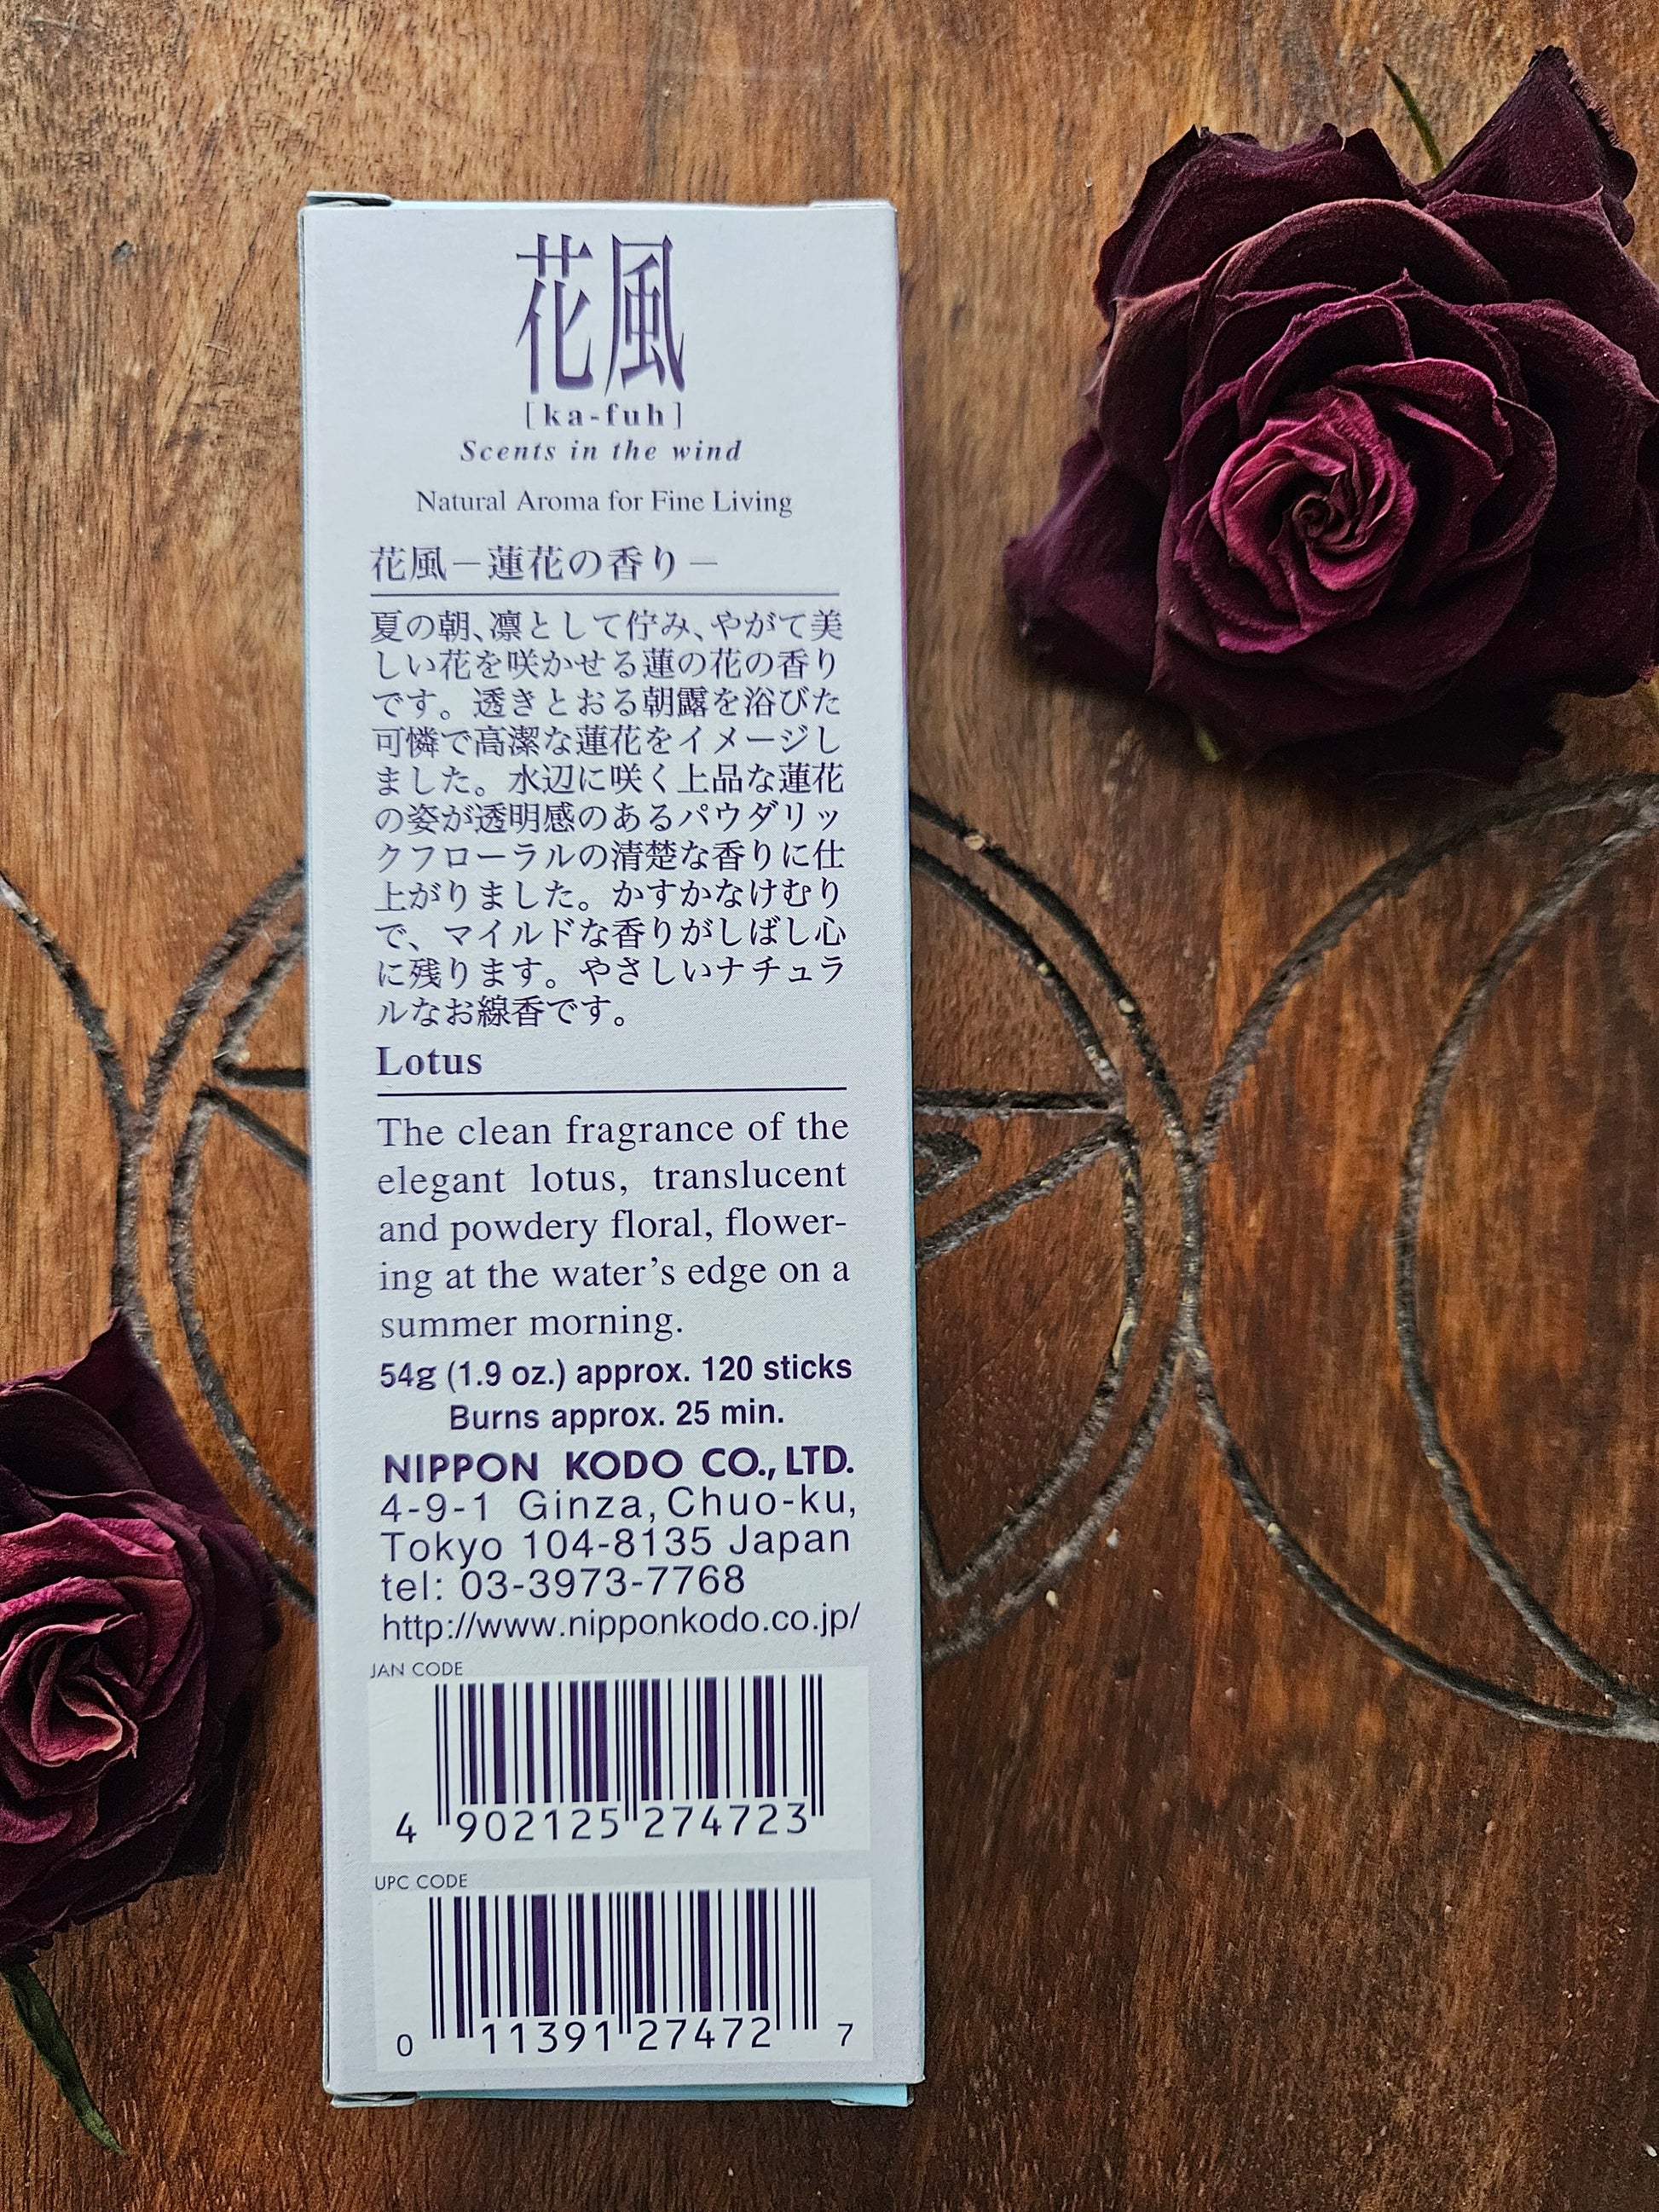 花風
[ka-fuh]
Scents in the wind
Natural Aroma for Fine Living
花風－蓮花の香り－
夏の朝、凛として佇み、やがて美
しい花を咲かせる蓮の花の香り
です。透きとおる朝露を浴びた
可憐で高潔な蓮花をイメージし
ました。水辺に咲く上品な蓮花
の姿が透明感のあるパウダリッ
クフローラルの清楚な香りに仕
上がりました。かすかなけむり
で、マイルドな香りがしばし心
に残ります。やさしいナチュラ
ルなお線香です。
Lotus
The clean fragrance of the
elegant lotus, translucent
and powdery floral, flower-
ing at the water's edge on a
summer morning.
54g (1.9 oz.) approx. 120 sticks
Burns approx. 25 min.
NIPPON KODO CO., LTD.
4-9-1 Ginza, Chuo-ku,
Tokyo 104-8135 Japan
tel: 03-3973-7768
http://www.nipponkodo.co.jp/
JAN CODE
4 902125 274723
UPC CODE
0 11391 27472 7